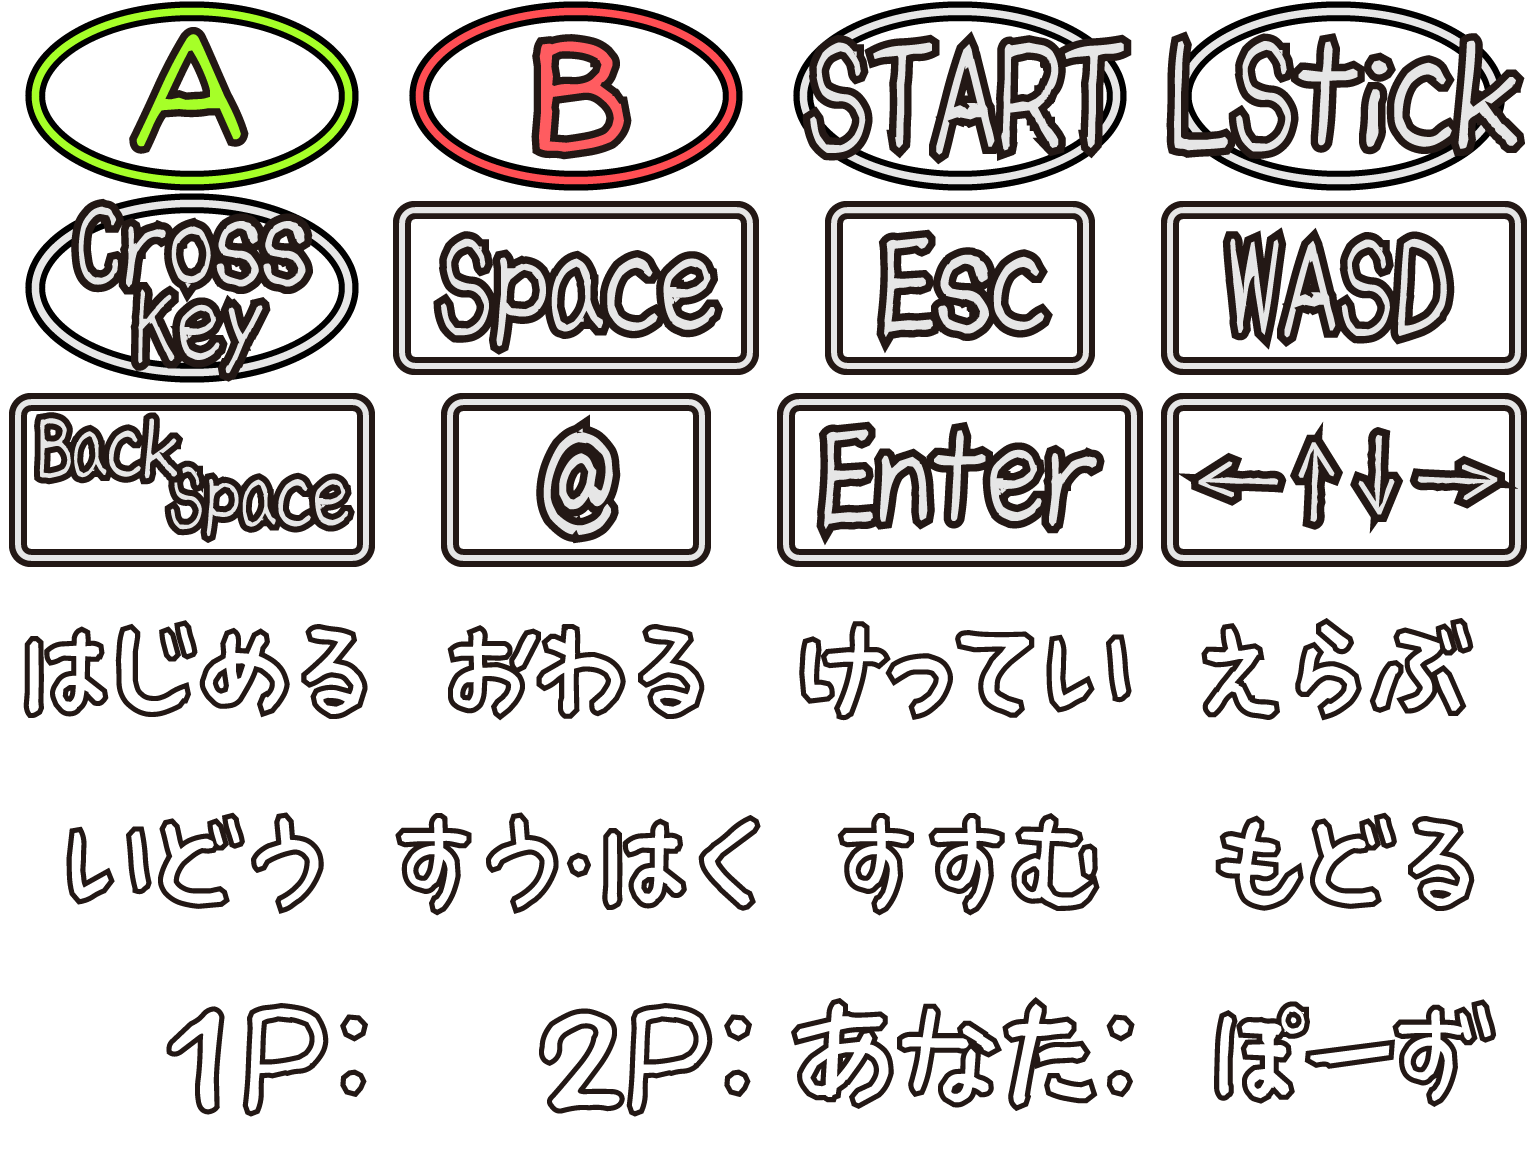 A B START LStick
Cross Key Space Esc WASD
Back Space @ Enter ←↑↓→
はじめる おわる けってい えらぶ
いどう すう・はく すすむ もどる
1P: 2P: あなた: ぽーず